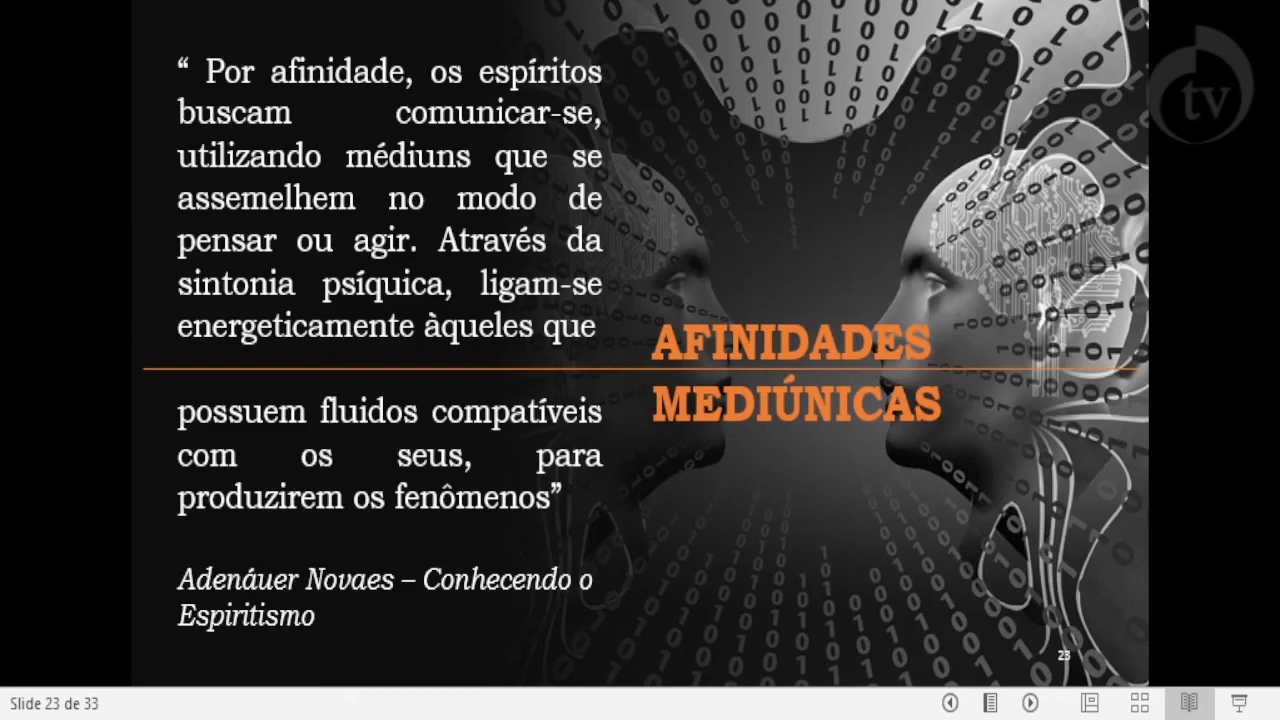 “ Por afinidade, os espíritos
buscam comunicar-se,
utilizando médiuns que se
assemelhem no modo de
pensar ou agir. Através da
sintonia psíquica, ligam-se
energeticamente àqueles que
possuem fluidos compatíveis
com os seus, para
produzirem os fenômenos”
Adenáuer Novaes – Conhecendo o
Espiritismo
AFINIDADES
MEDIÚNICAS
23
tv
Slide 23 de 33